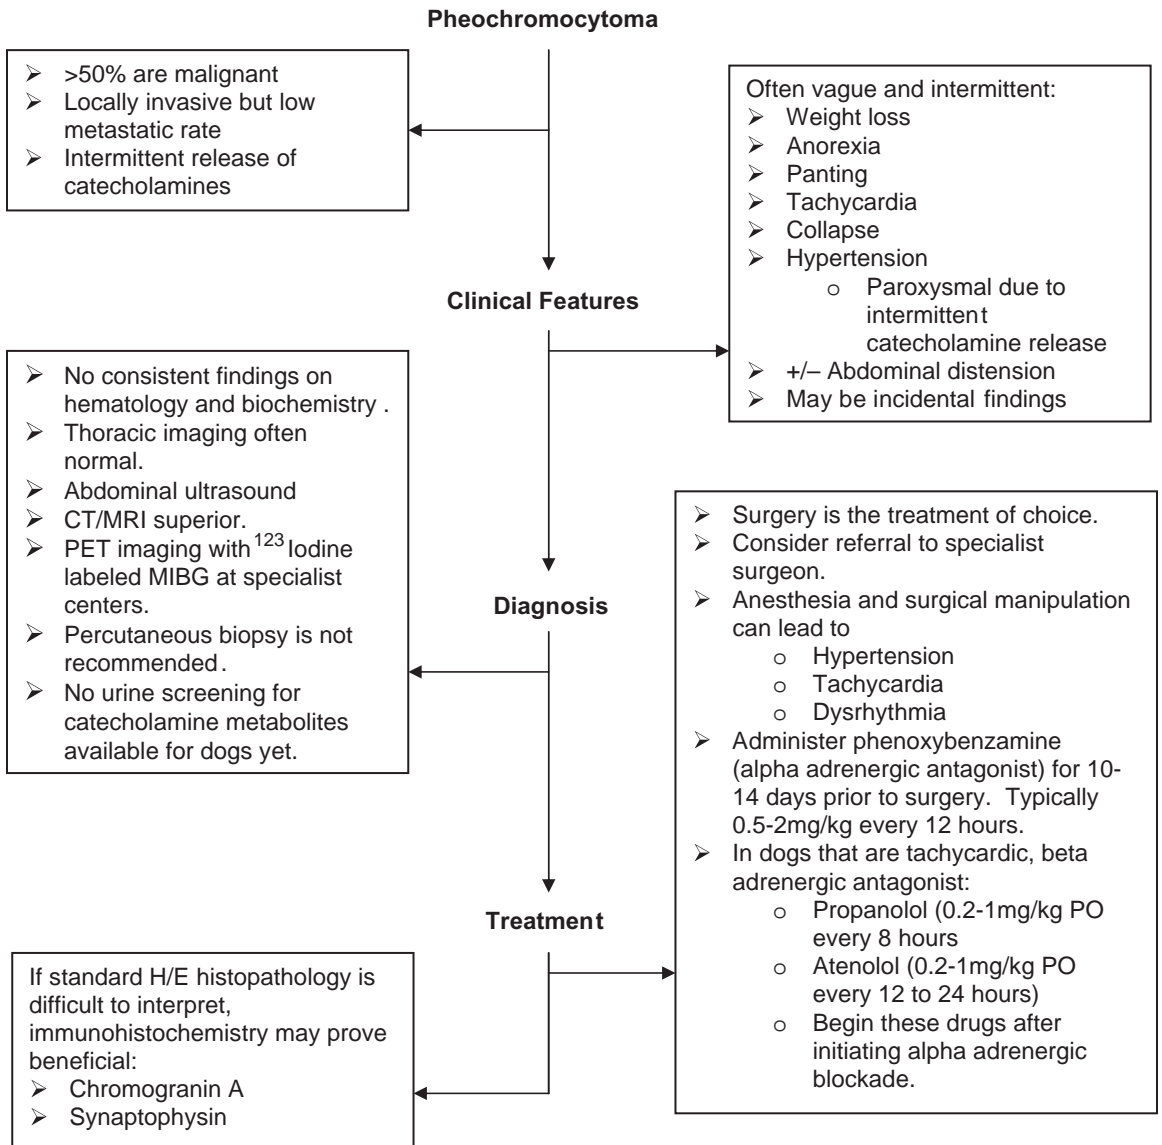 Pheochromocytoma
➢ >50% are malignant
➢ Locally invasive but low
metastatic rate
➢ Intermittent release of
catecholamines
Often vague and intermittent:
➢ Weight loss
➢ Anorexia
➢ Panting
➢ Tachycardia
➢ Collapse
➢ Hypertension
o Paroxysmal due to
intermittent
catecholamine release
➢ +/– Abdominal distension
➢ May be incidental findings
Clinical Features
➢ No consistent findings on
hematology and biochemistry .
➢ Thoracic imaging often
normal.
➢ Abdominal ultrasound
➢ CT/MRI superior.
➢ PET imaging with 123 Iodine
labeled MIBG at specialist
centers.
➢ Percutaneous biopsy is not
recommended .
➢ No urine screening for
catecholamine metabolites
available for dogs yet.
Diagnosis
➢ Surgery is the treatment of choice.
➢ Consider referral to specialist
surgeon.
➢ Anesthesia and surgical manipulation
can lead to
o Hypertension
o Tachycardia
o Dysrhythmia
➢ Administer phenoxybenzamine
(alpha adrenergic antagonist) for 10-
14 days prior to surgery. Typically
0.5-2mg/kg every 12 hours.
➢ In dogs that are tachycardic, beta
adrenergic antagonist:
o Propanolol (0.2-1mg/kg PO
every 8 hours
o Atenolol (0.2-1mg/kg PO
every 12 to 24 hours)
o Begin these drugs after
initiating alpha adrenergic
blockade.
Treatment
If standard H/E histopathology is
difficult to interpret,
immunohistochemistry may prove
beneficial:
➢ Chromogranin A
➢ Synaptophysin